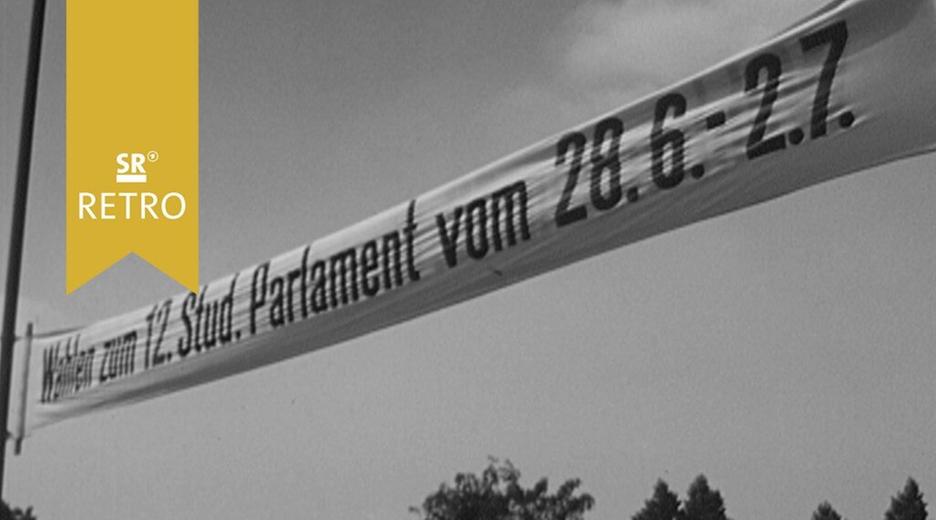 SR
RETRO
Wahlen zum 12. Stud. Parlament vom 28.6.-2.7.